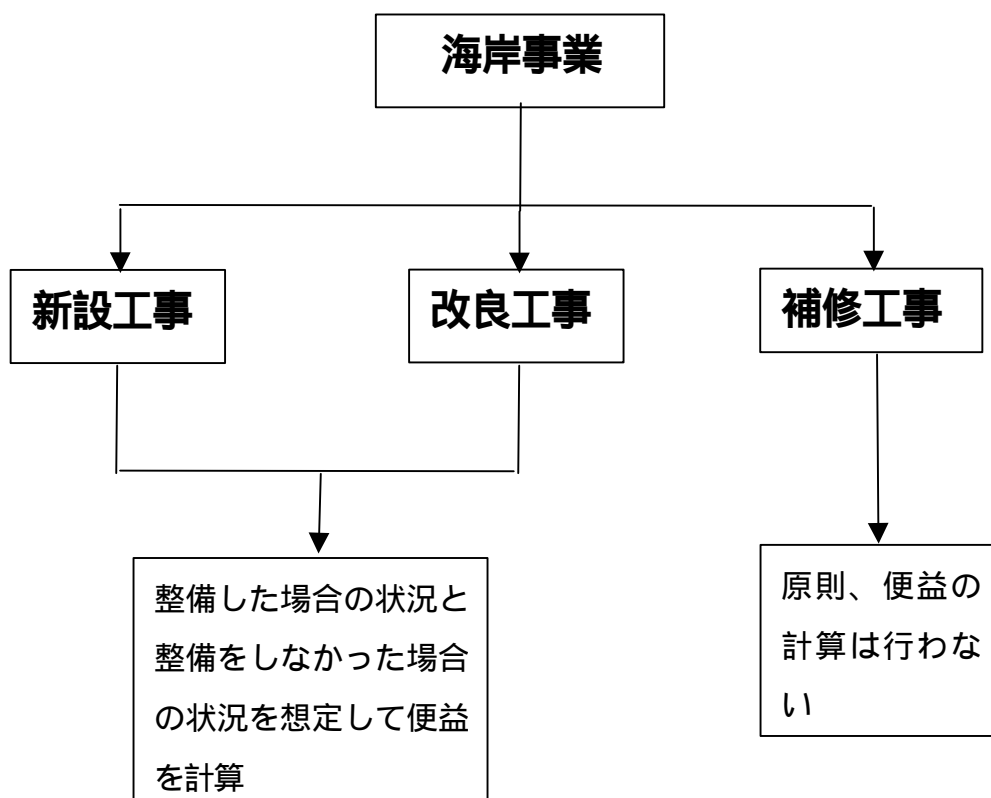 海岸事業
新設工事
改良工事
補修工事
整備した場合の状況と
整備をしなかった場合
の状況を想定して便益
を計算
原則、便益の
計算は行わな
い